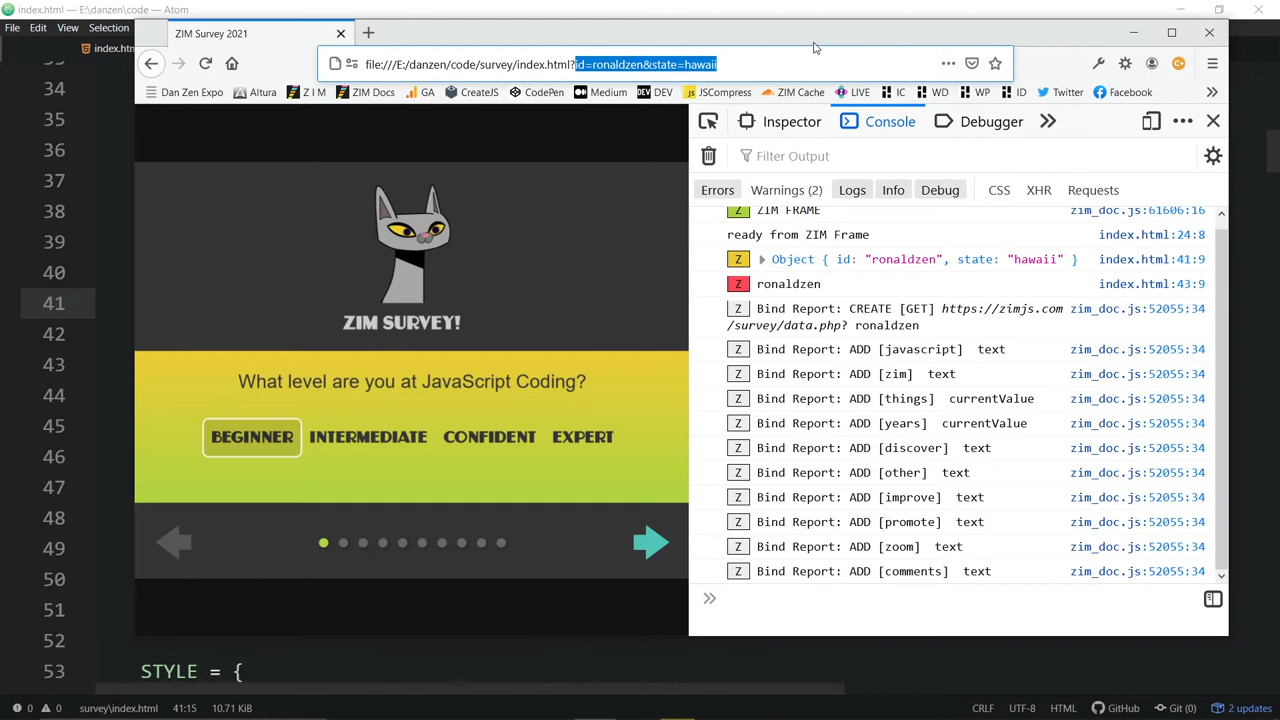 index.html — E:\danzen\code — Atom
File Edit View Selection
index.htm
ZIM Survey 2021
file:///E:/danzen/code/survey/index.html?id=ronaldzen&state=hawaii
Dan Zen Expo Altura Z I M ZIM Docs GA CreateJS CodePen Medium DEV JSCompress ZIM Cache LIVE IC WD WP ID Twitter Facebook
Inspector Console Debugger
Filter Output
Errors Warnings (2) Logs Info Debug CSS XHR Requests
Z ZIM FRAME zim_doc.js:61606:16
ready from ZIM Frame index.html:24:8
Z Object { id: "ronaldzen", state: "hawaii" } index.html:41:9
Z ronaldzen index.html:43:9
Z Bind Report: CREATE [GET] https://zimjs.com zim_doc.js:52055:34
/survey/data.php? ronaldzen
Z Bind Report: ADD [javascript] text zim_doc.js:52055:34
Z Bind Report: ADD [zim] text zim_doc.js:52055:34
Z Bind Report: ADD [things] currentValue zim_doc.js:52055:34
Z Bind Report: ADD [years] currentValue zim_doc.js:52055:34
Z Bind Report: ADD [discover] text zim_doc.js:52055:34
Z Bind Report: ADD [other] text zim_doc.js:52055:34
Z Bind Report: ADD [improve] text zim_doc.js:52055:34
Z Bind Report: ADD [promote] text zim_doc.js:52055:34
Z Bind Report: ADD [zoom] text zim_doc.js:52055:34
Z Bind Report: ADD [comments] text zim_doc.js:52055:34
ZIM SURVEY!
What level are you at JavaScript Coding?
BEGINNER INTERMEDIATE CONFIDENT EXPERT
34
35
36
37
38
39
40
41
42
43
44
45
46
47
48
49
50
51
52
53 STYLE = {
0 0 survey\index.html 41:15 10.71 KiB CRLF UTF-8 HTML GitHub Git (0) 2 updates